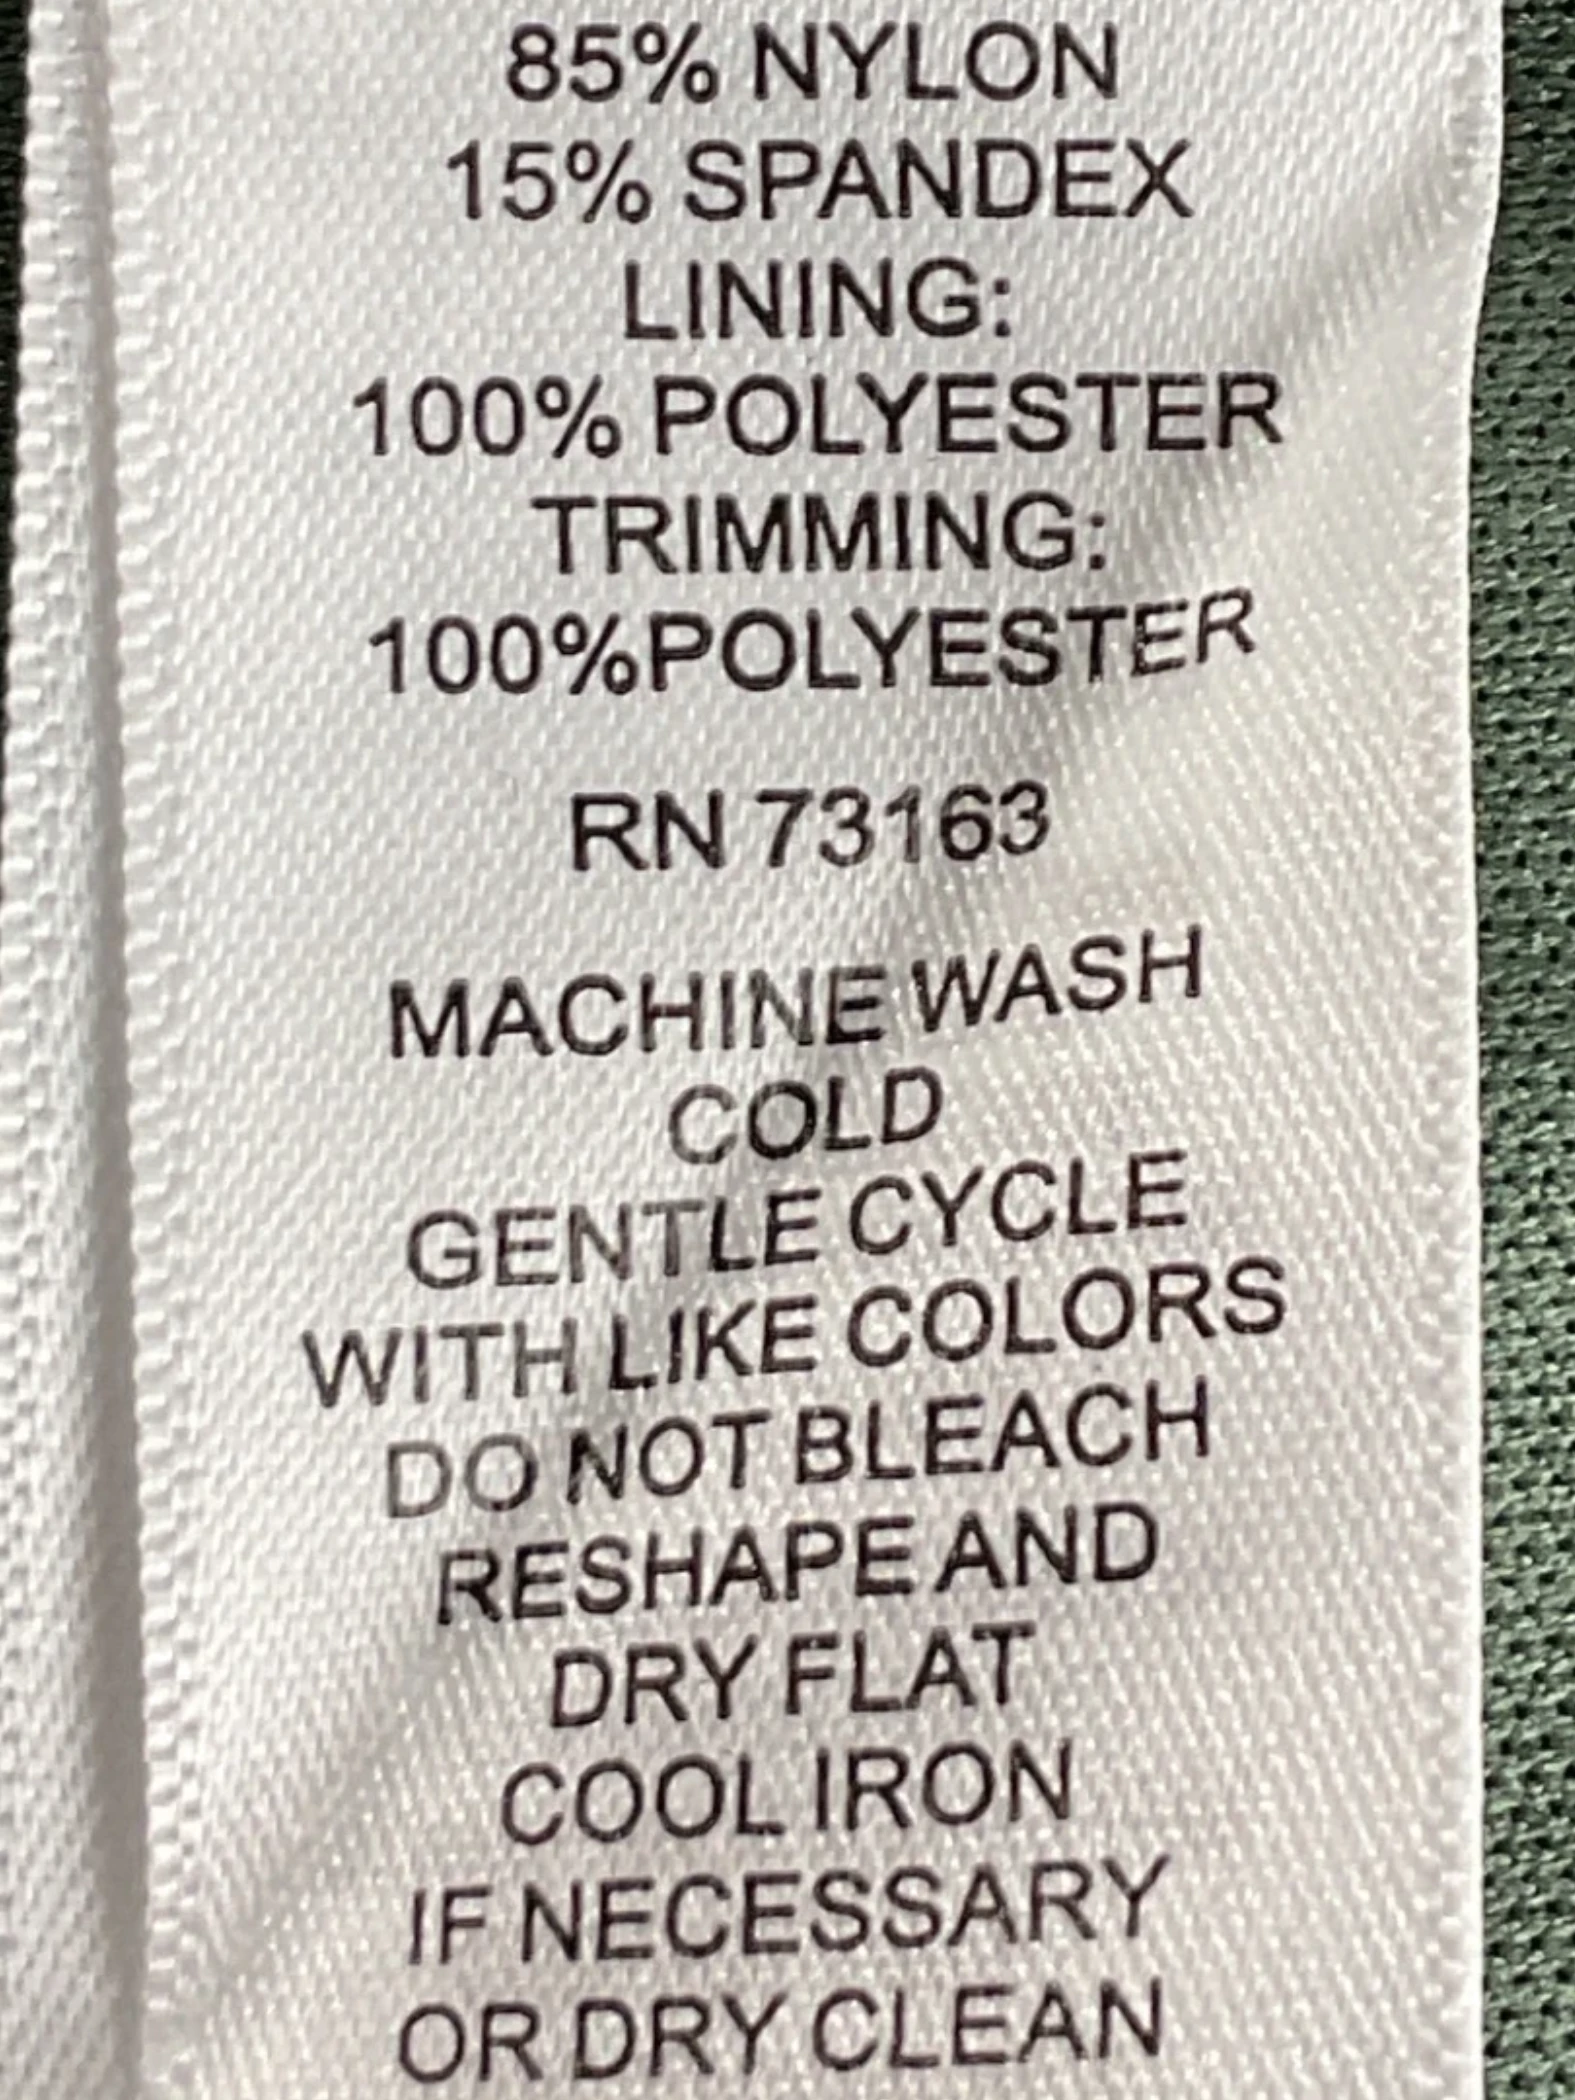 85% NYLON
15% SPANDEX
LINING:
100% POLYESTER
TRIMMING:
100%POLYESTER
RN 73163
MACHINE WASH
COLD
GENTLE CYCLE
WITH LIKE COLORS
DO NOT BLEACH
RESHAPE AND
DRY FLAT
COOL IRON
IF NECESSARY
OR DRY CLEAN